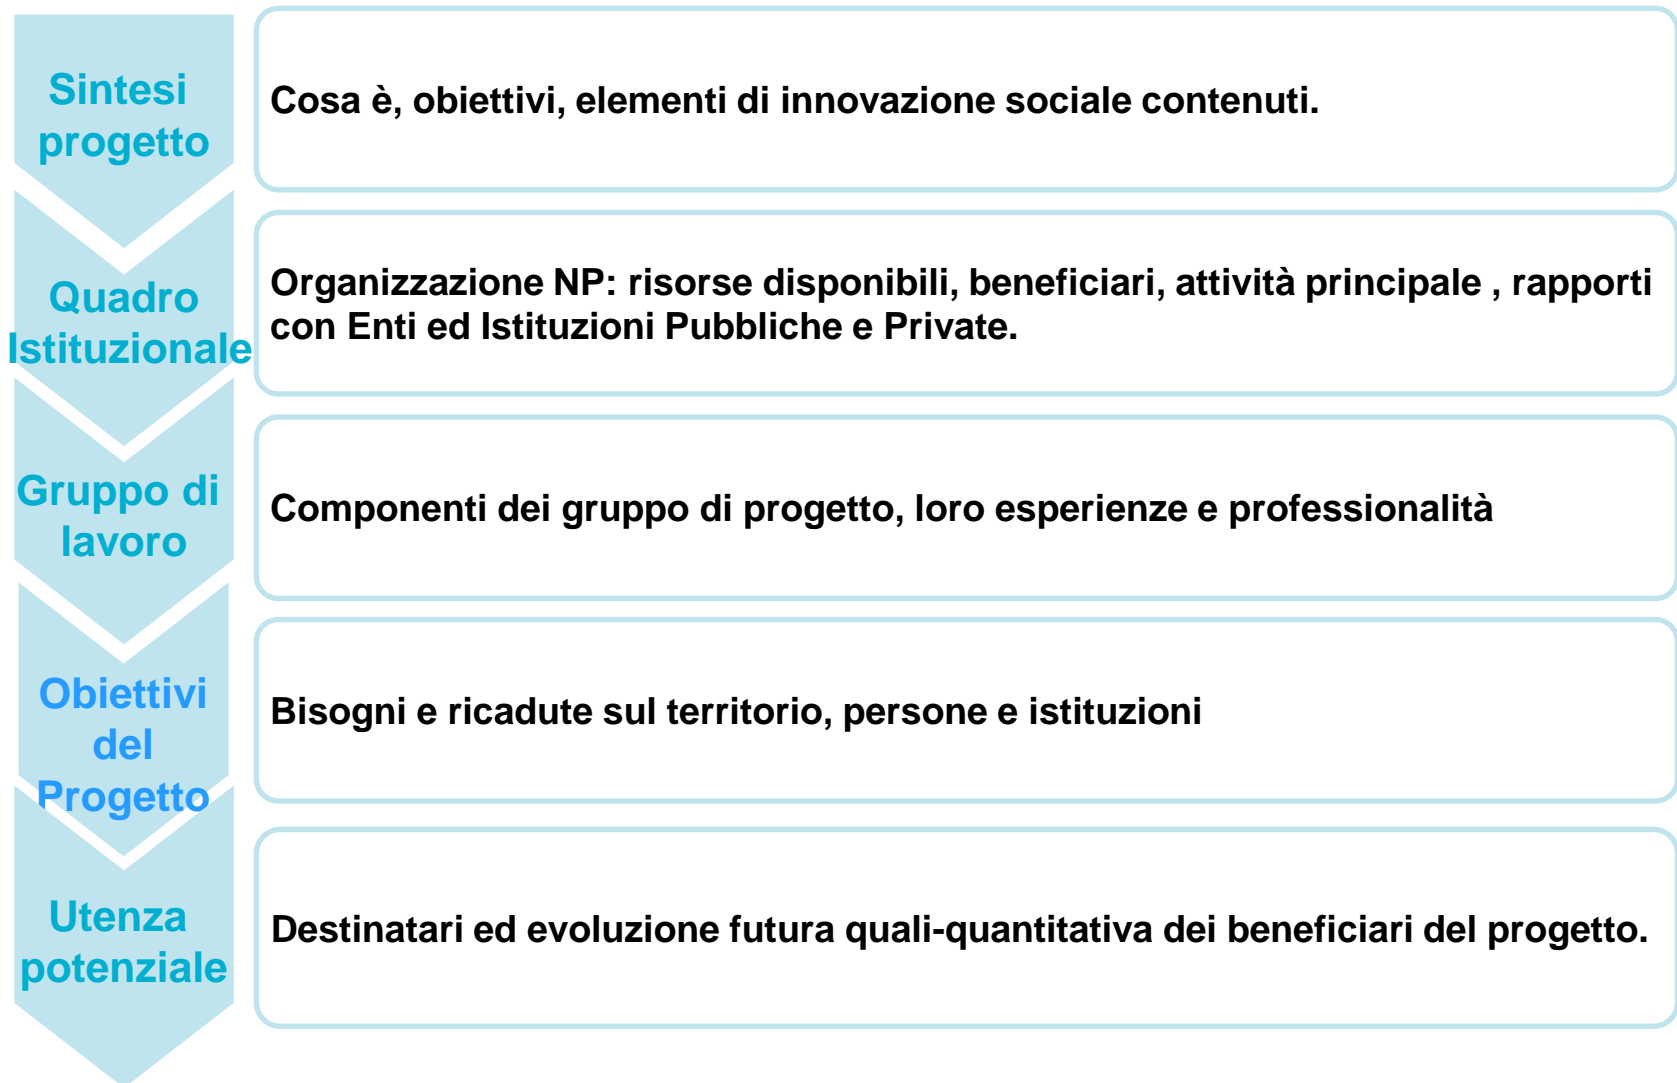 Sintesi
progetto
Cosa è, obiettivi, elementi di innovazione sociale contenuti.
Quadro
Istituzionale
Organizzazione NP: risorse disponibili, beneficiari, attività principale , rapporti
con Enti ed Istituzioni Pubbliche e Private.
Gruppo di
lavoro
Componenti dei gruppo di progetto, loro esperienze e professionalità
Obiettivi
del
Progetto
Bisogni e ricadute sul territorio, persone e istituzioni
Utenza
potenziale
Destinatari ed evoluzione futura quali-quantitativa dei beneficiari del progetto.